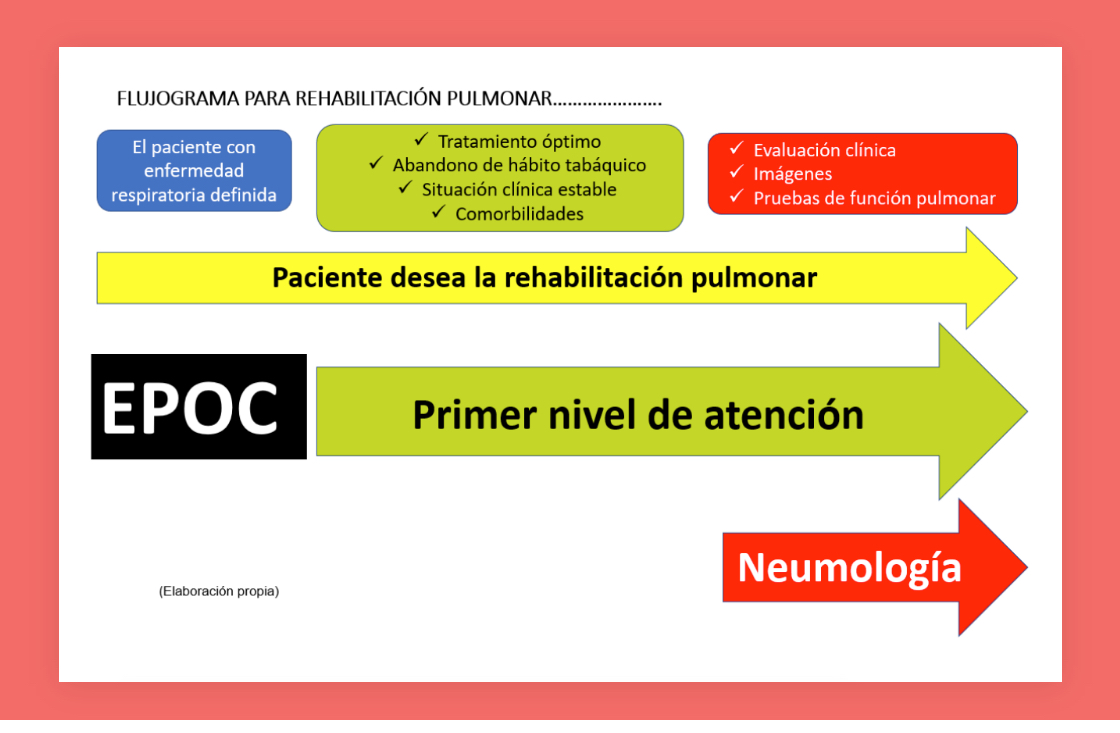 FLUJOGRAMA PARA REHABILITACIÓN PULMONAR......................
El paciente con
enfermedad
respiratoria definida
✓ Tratamiento óptimo
✓ Abandono de hábito tabáquico
✓ Situación clínica estable
✓ Comorbilidades
✓ Evaluación clínica
✓ Imágenes
✓ Pruebas de función pulmonar
Paciente desea la rehabilitación pulmonar
EPOC
Primer nivel de atención
Neumología
(Elaboración propia)